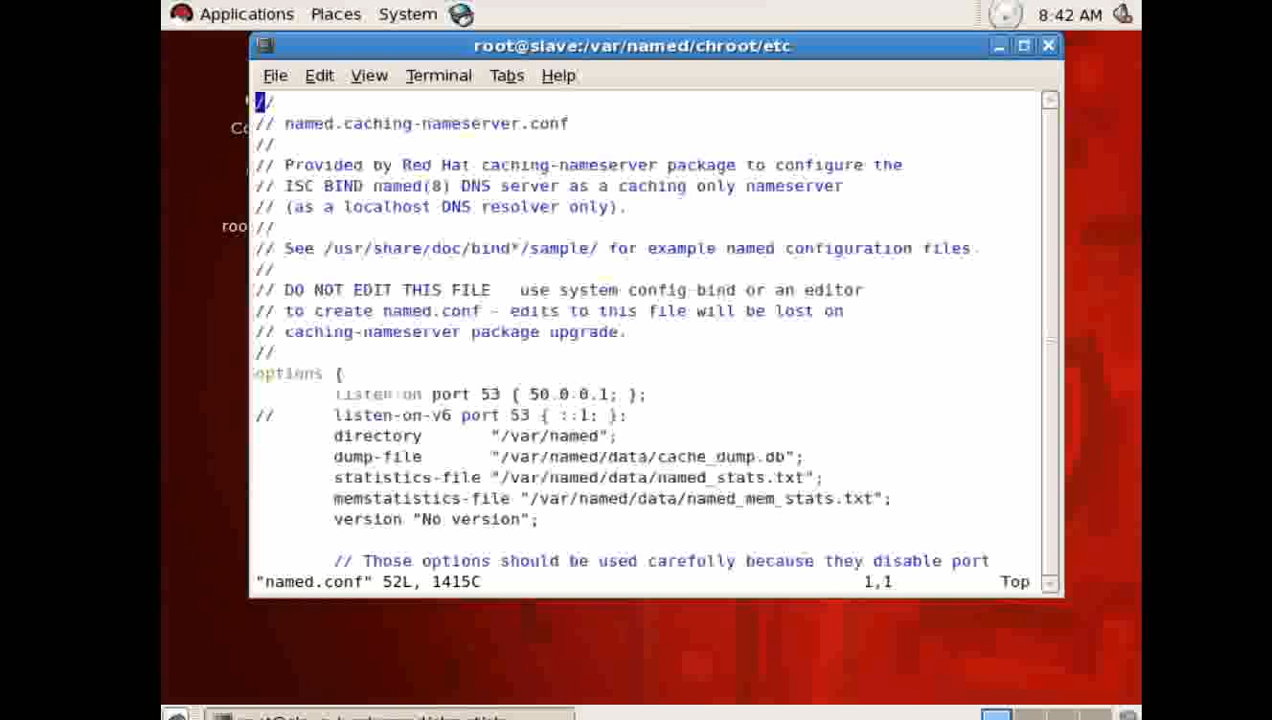 Applications Places System 8:42 AM
root@slave:/var/named/chroot/etc
File Edit View Terminal Tabs Help
//
// named.caching-nameserver.conf
//
// Provided by Red Hat caching-nameserver package to configure the
// ISC BIND named(8) DNS server as a caching only nameserver
// (as a localhost DNS resolver only).
//
// See /usr/share/doc/bind*/sample/ for example named configuration files.
//
// DO NOT EDIT THIS FILE use system config bind or an editor
// to create named.conf - edits to this file will be lost on
// caching-nameserver package upgrade.
//
options {
listen-on port 53 { 50.0.0.1; };
// listen-on-v6 port 53 { ::1; };
directory "/var/named";
dump-file "/var/named/data/cache_dump.db";
statistics-file "/var/named/data/named_stats.txt";
memstatistics-file "/var/named/data/named_mem_stats.txt";
version "No version";
// Those options should be used carefully because they disable port
"named.conf" 52L, 1415C 1,1 Top